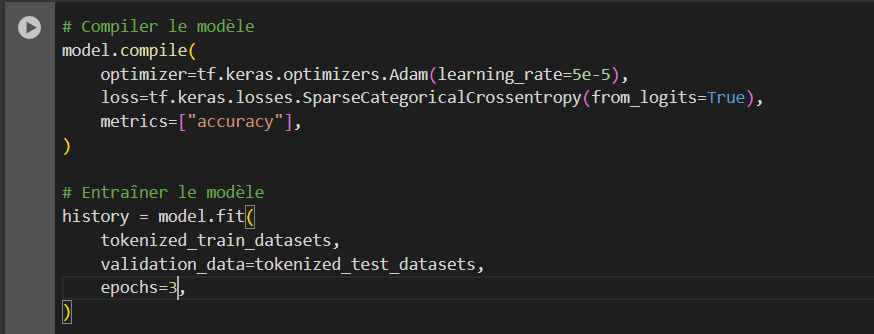 # Compiler le modèle
model.compile(
    optimizer=tf.keras.optimizers.Adam(learning_rate=5e-5),
    loss=tf.keras.losses.SparseCategoricalCrossentropy(from_logits=True),
    metrics=["accuracy"],
)
# Entraîner le modèle
history = model.fit(
    tokenized_train_datasets,
    validation_data=tokenized_test_datasets,
    epochs=3,
)